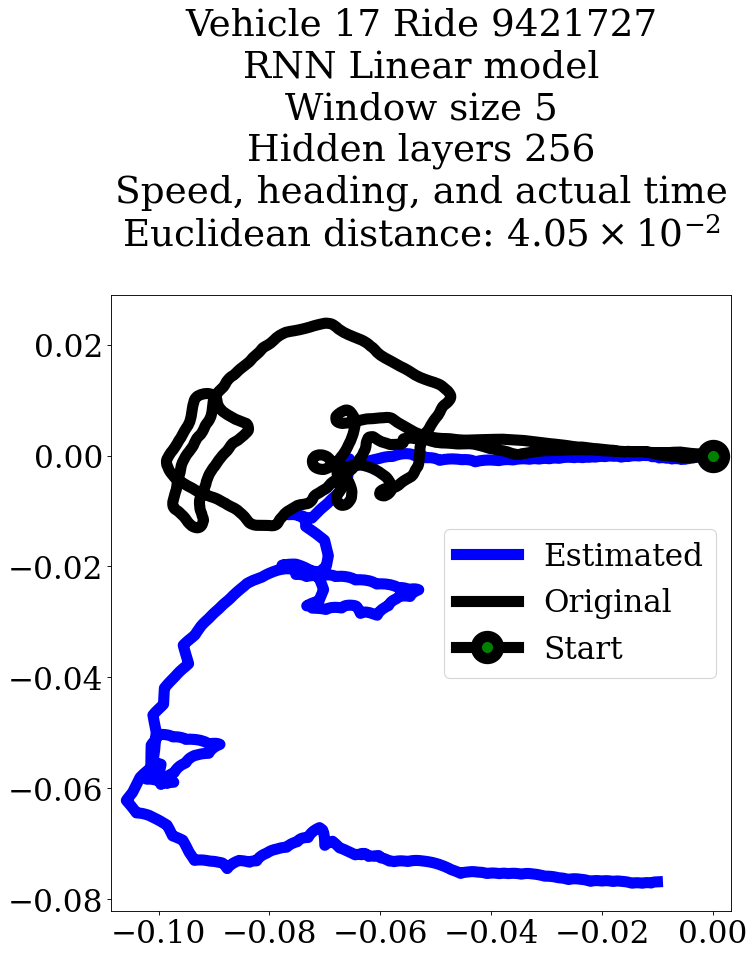 Vehicle 17 Ride 9421727
RNN Linear model
Window size 5
Hidden layers 256
Speed, heading, and actual time
Euclidean distance: 4.05 × 10⁻²
0.02
0.00
−0.02
−0.04
−0.06
−0.08
Estimated
Original
Start
−0.10 −0.08 −0.06 −0.04 −0.02 0.00